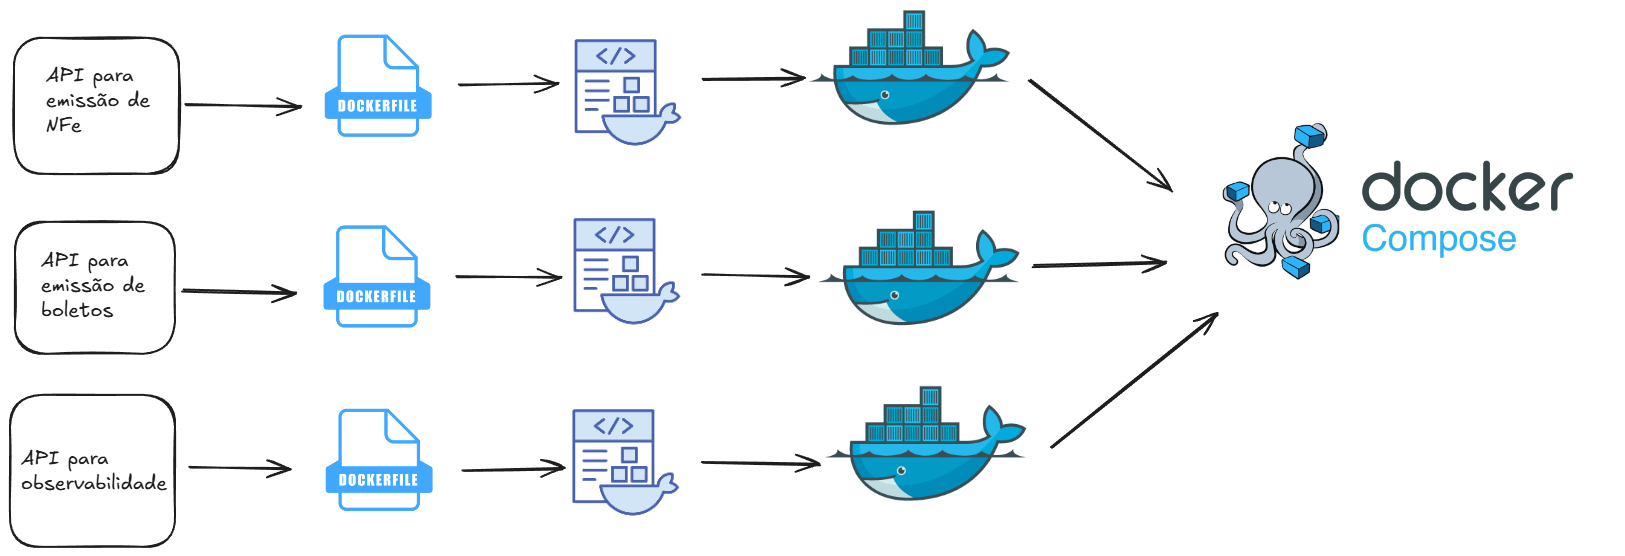 API para
emissão de
NFe
DOCKERFILE
</>
docker
Compose
API para
emissão de
boletos
DOCKERFILE
</>
API para
observabilidade
DOCKERFILE
</>